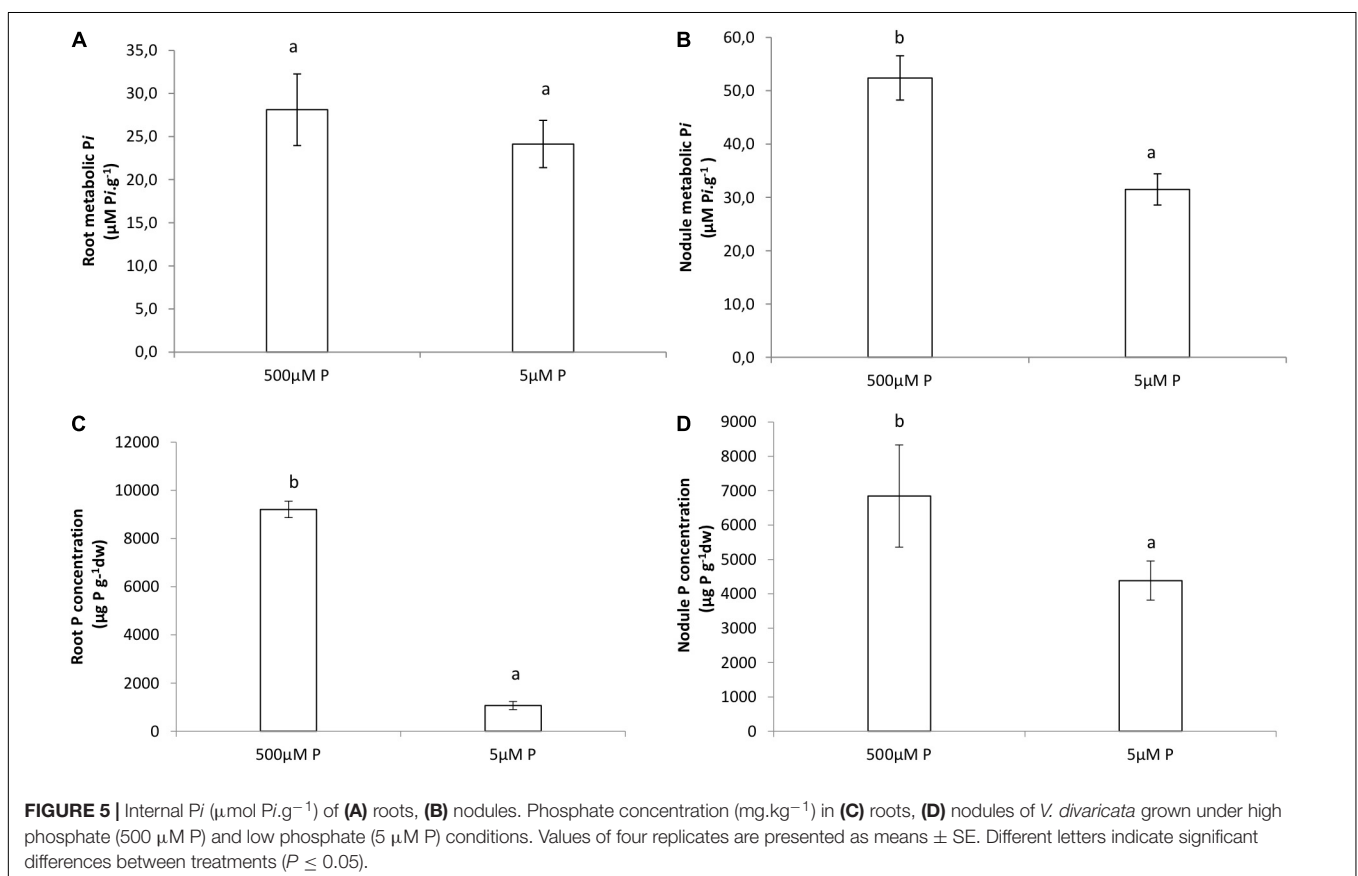 A
35,0
30,0
25,0
20,0
15,0
10,0
5,0
0,0
Root metabolic Pi
(µM Pi.g-1)
a
a
500µM P
5µM P
B
60,0
50,0
40,0
30,0
20,0
10,0
0,0
Nodule metabolic Pi
(µM Pi.g-1 )
b
a
500µM P
5µM P
C
12000
10000
8000
6000
4000
2000
0
Root P concentration
(µg P g-1dw)
b
a
500µM P
5µM P
D
9000
8000
7000
6000
5000
4000
3000
2000
1000
0
Nodule P concentration
(µg P g-1dw)
b
a
500µM P
5µM P
FIGURE 5 | Internal Pi (µmol Pi.g−1) of (A) roots, (B) nodules. Phosphate concentration (mg.kg−1) in (C) roots, (D) nodules of V. divaricata grown under high
phosphate (500 µM P) and low phosphate (5 µM P) conditions. Values of four replicates are presented as means ± SE. Different letters indicate significant
differences between treatments (P ≤ 0.05).